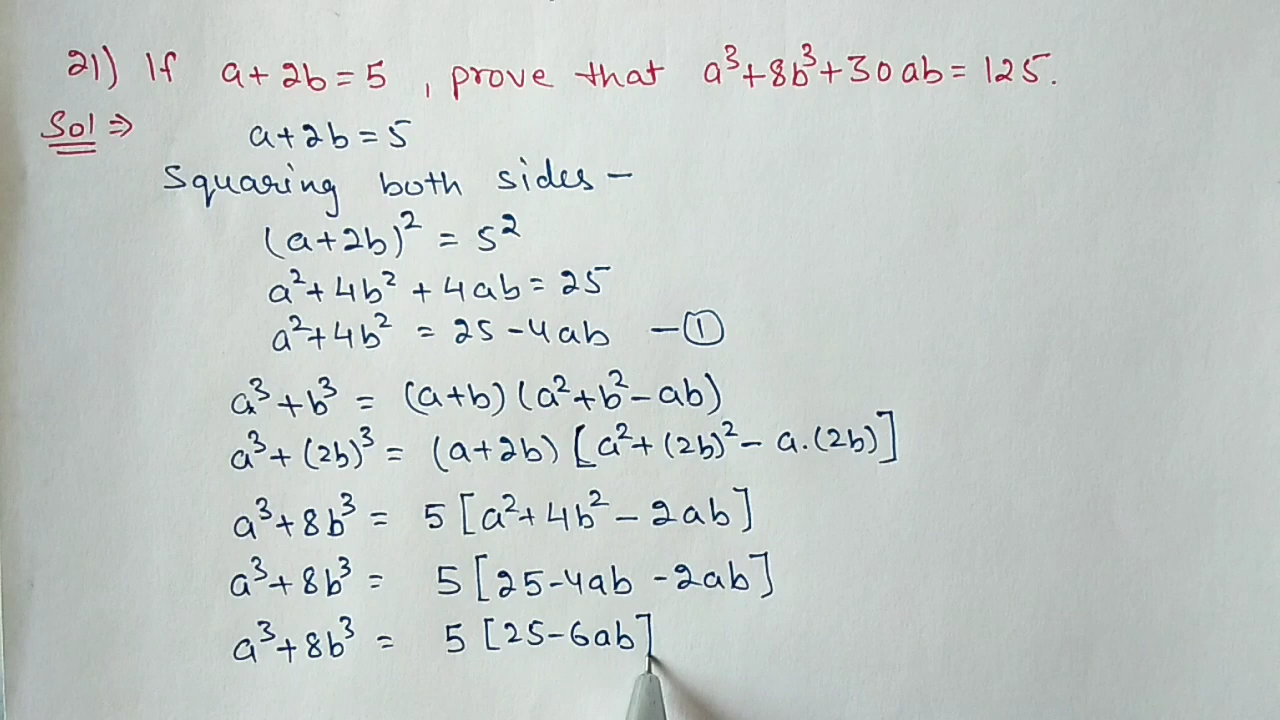 21) If a+2b=5, prove that a³+8b³+30ab=125.
Sol ⇒ a+2b=5
Squaring both sides –
(a+2b)² = 5²
a²+4b²+4ab=25
a²+4b² = 25-4ab —①
a³+b³ = (a+b)(a²+b²-ab)
a³+(2b)³ = (a+2b)[a²+(2b)²-a.(2b)]
a³+8b³ = 5[a²+4b²-2ab]
a³+8b³ = 5[25-4ab-2ab]
a³+8b³ = 5[25-6ab]